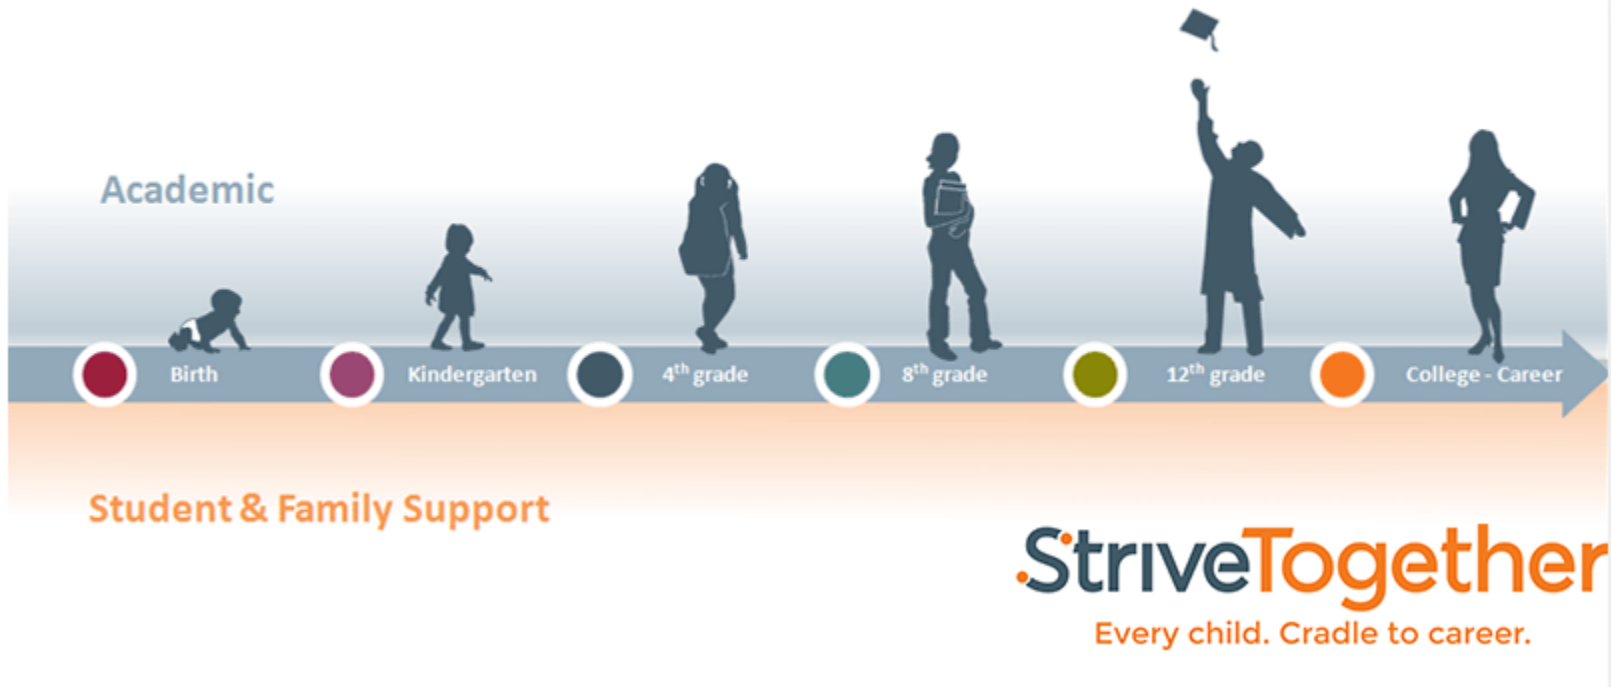 Academic
Birth
Kindergarten
4th grade
8th grade
12th grade
College - Career
Student & Family Support
StriveTogether
Every child. Cradle to career.